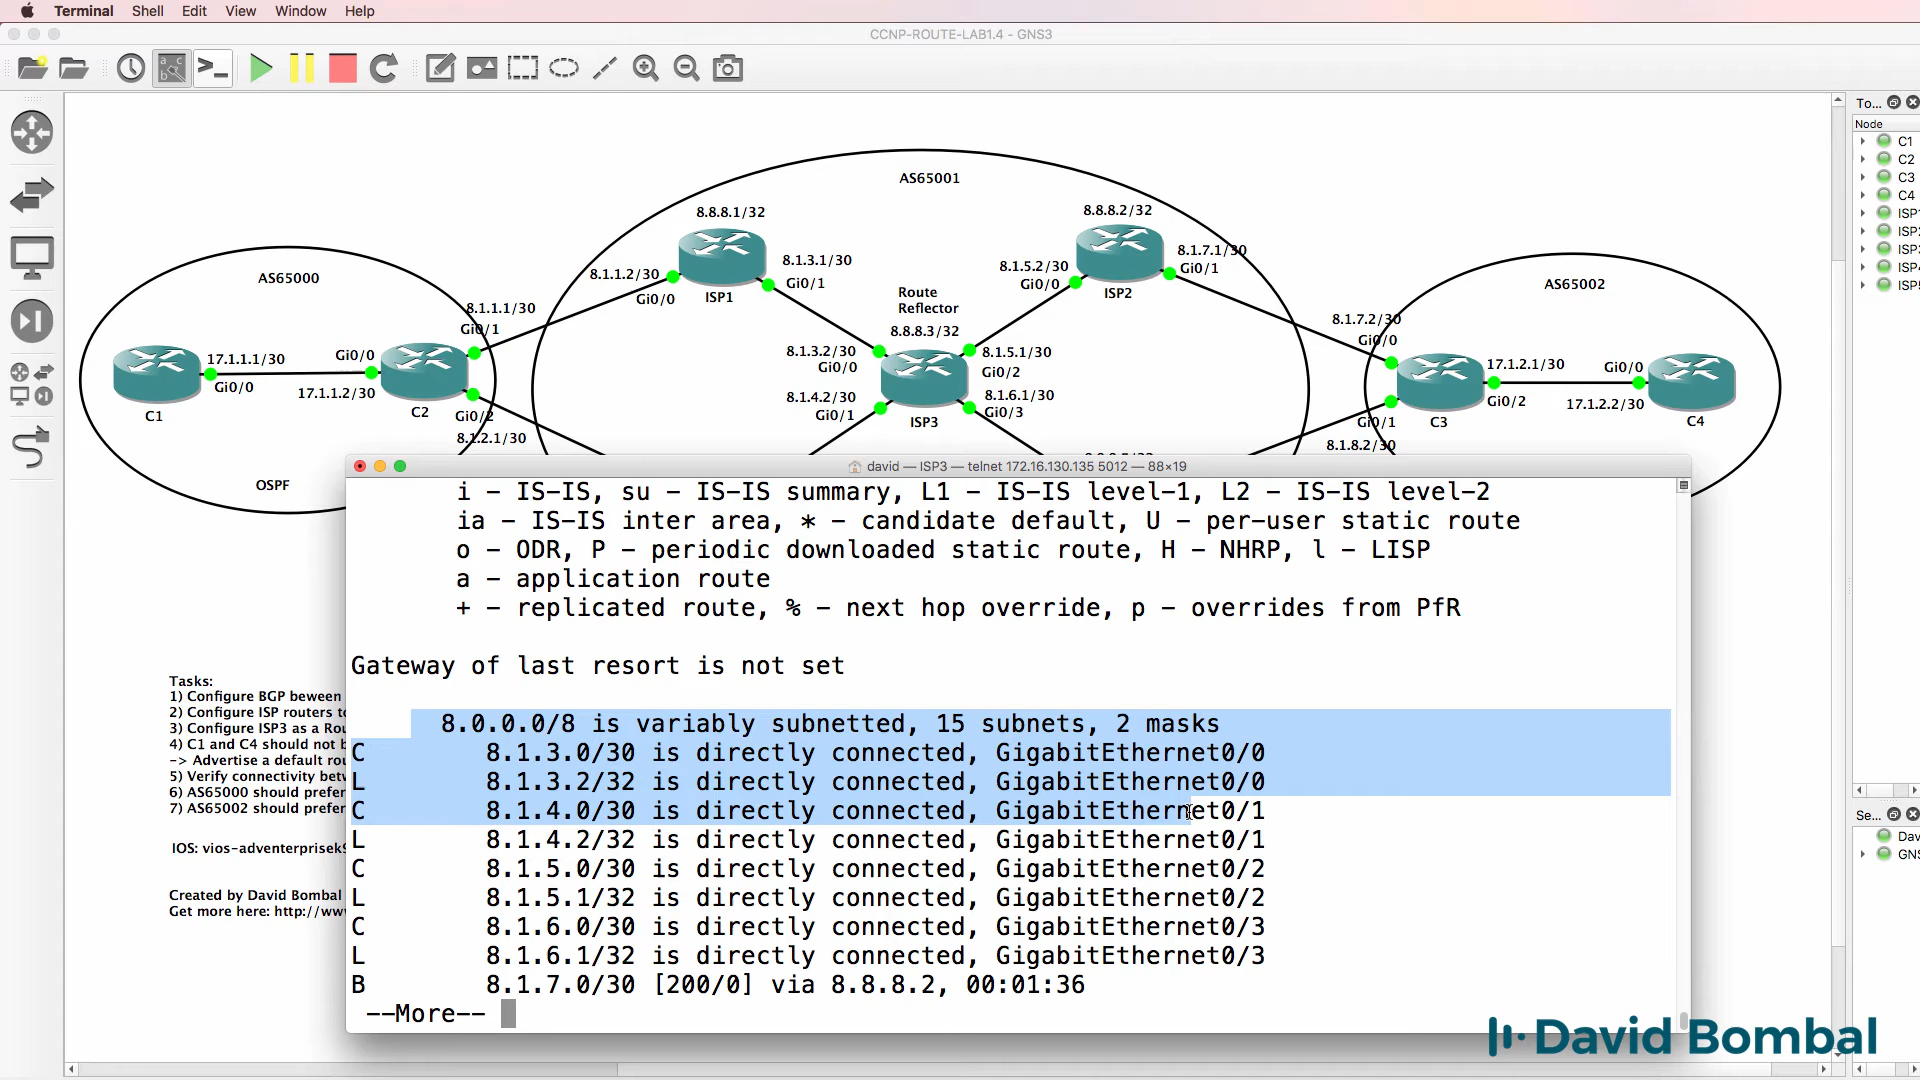 Terminal Shell Edit View Window Help
CCNP-ROUTE-LAB1.4 - GNS3
To...
Node
C1
C2
C3
C4
Se...
AS65001
8.8.8.1/32
8.8.8.2/32
8.1.1.2/30
Gi0/0
ISP1
8.1.3.1/30
Gi0/1
8.1.5.2/30
Gi0/0
ISP2
8.1.7.1/30
Gi0/1
Route
Reflector
8.8.8.3/32
8.1.3.2/30
Gi0/0
8.1.5.1/30
Gi0/2
8.1.4.2/30
Gi0/1
8.1.6.1/30
Gi0/3
ISP3
AS65000
8.1.1.1/30
Gi0/1
17.1.1.1/30
Gi0/0
Gi0/0
17.1.1.2/30
C1
C2
Gi0/2
8.1.2.1/30
OSPF
AS65002
8.1.7.2/30
Gi0/0
17.1.2.1/30
Gi0/2
Gi0/0
17.1.2.2/30
Gi0/1
C3
C4
8.1.8.2/30
david — ISP3 — telnet 172.16.130.135 5012 — 88×19
i - IS-IS, su - IS-IS summary, L1 - IS-IS level-1, L2 - IS-IS level-2
ia - IS-IS inter area, * - candidate default, U - per-user static route
o - ODR, P - periodic downloaded static route, H - NHRP, l - LISP
a - application route
+ - replicated route, % - next hop override, p - overrides from PfR
Gateway of last resort is not set
8.0.0.0/8 is variably subnetted, 15 subnets, 2 masks
C 8.1.3.0/30 is directly connected, GigabitEthernet0/0
L 8.1.3.2/32 is directly connected, GigabitEthernet0/0
C 8.1.4.0/30 is directly connected, GigabitEthernet0/1
L 8.1.4.2/32 is directly connected, GigabitEthernet0/1
C 8.1.5.0/30 is directly connected, GigabitEthernet0/2
L 8.1.5.1/32 is directly connected, GigabitEthernet0/2
C 8.1.6.0/30 is directly connected, GigabitEthernet0/3
L 8.1.6.1/32 is directly connected, GigabitEthernet0/3
B 8.1.7.0/30 [200/0] via 8.8.8.2, 00:01:36
--More--
Tasks:
1) Configure BGP beween
2) Configure ISP routers to
3) Configure ISP3 as a Rou
4) C1 and C4 should not b
-> Advertise a default rou
5) Verify connectivity betw
6) AS65000 should prefer
7) AS65002 should prefer
IOS: vios-adventerprisek9
Created by David Bombal
Get more here: http://ww
David Bombal